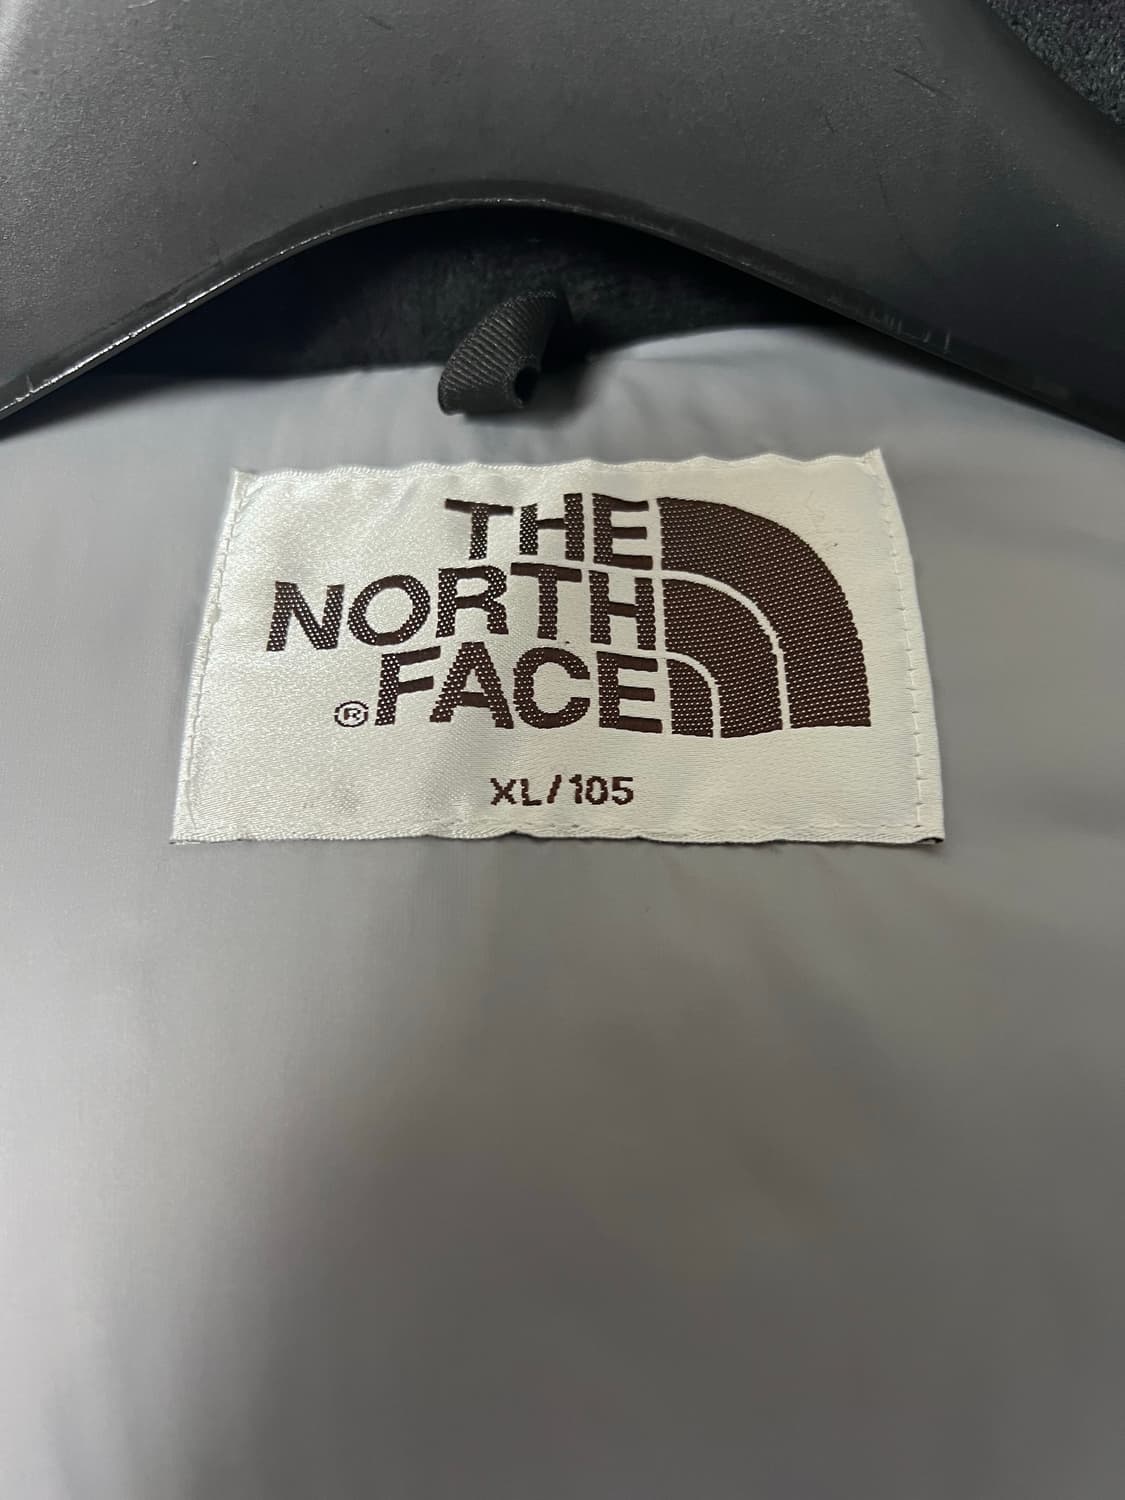 THE
NORTH
®FACE
XL/105